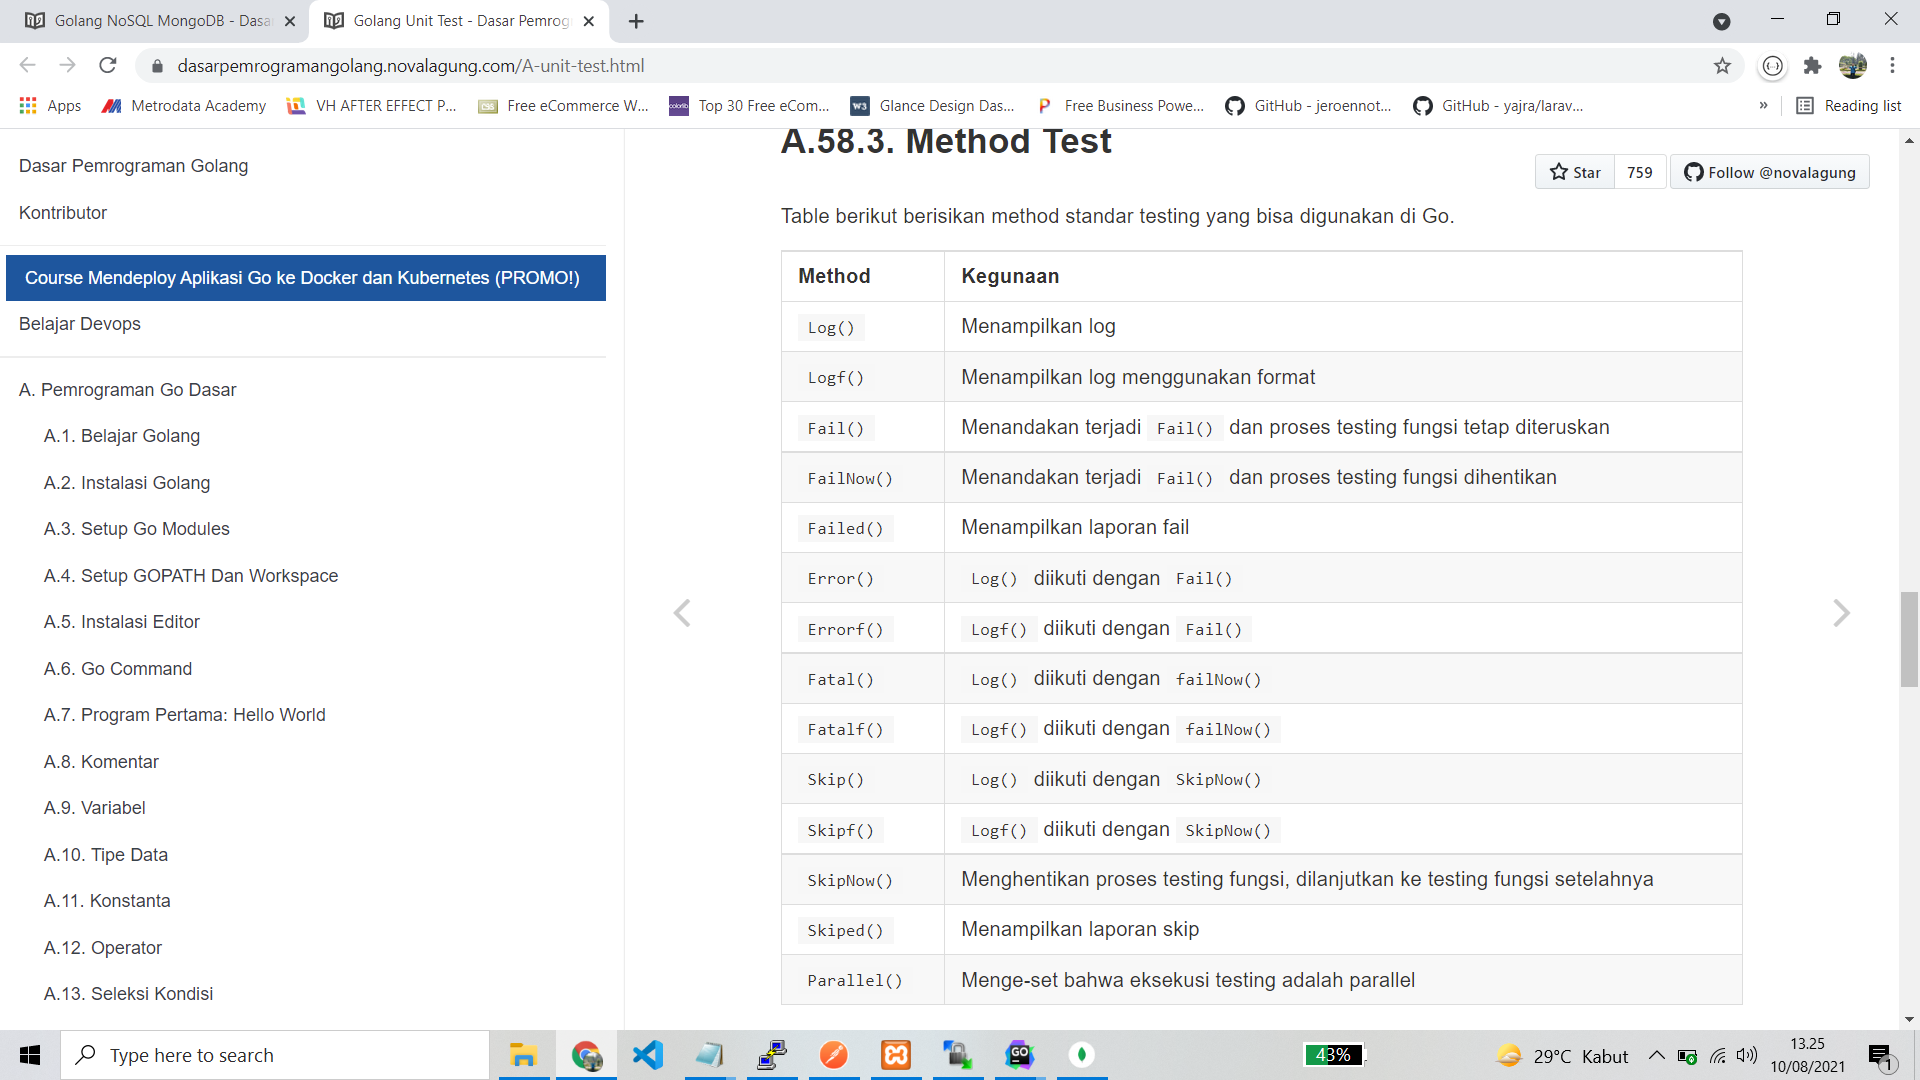 Golang NoSQL MongoDB - Dasa
Golang Unit Test - Dasar Pemrog
dasarpemrogramangolang.novalagung.com/A-unit-test.html
Apps
Metrodata Academy
VH AFTER EFFECT P...
Free eCommerce W...
Top 30 Free eCom...
Glance Design Das...
Free Business Powe...
GitHub - jeroennot...
GitHub - yajra/larav...
»
Reading list
Dasar Pemrograman Golang
Kontributor
Course Mendeploy Aplikasi Go ke Docker dan Kubernetes (PROMO!)
Belajar Devops
A. Pemrograman Go Dasar
A.1. Belajar Golang
A.2. Instalasi Golang
A.3. Setup Go Modules
A.4. Setup GOPATH Dan Workspace
A.5. Instalasi Editor
A.6. Go Command
A.7. Program Pertama: Hello World
A.8. Komentar
A.9. Variabel
A.10. Tipe Data
A.11. Konstanta
A.12. Operator
A.13. Seleksi Kondisi
A.58.3. Method Test
Star 759
Follow @novalagung
Table berikut berisikan method standar testing yang bisa digunakan di Go.
Method Kegunaan
Log() Menampilkan log
Logf() Menampilkan log menggunakan format
Fail() Menandakan terjadi Fail() dan proses testing fungsi tetap diteruskan
FailNow() Menandakan terjadi Fail() dan proses testing fungsi dihentikan
Failed() Menampilkan laporan fail
Error() Log() diikuti dengan Fail()
Errorf() Logf() diikuti dengan Fail()
Fatal() Log() diikuti dengan failNow()
Fatalf() Logf() diikuti dengan failNow()
Skip() Log() diikuti dengan SkipNow()
Skipf() Logf() diikuti dengan SkipNow()
SkipNow() Menghentikan proses testing fungsi, dilanjutkan ke testing fungsi setelahnya
Skiped() Menampilkan laporan skip
Parallel() Menge-set bahwa eksekusi testing adalah parallel
Type here to search
GO
43%
29°C Kabut
13.25
10/08/2021
1